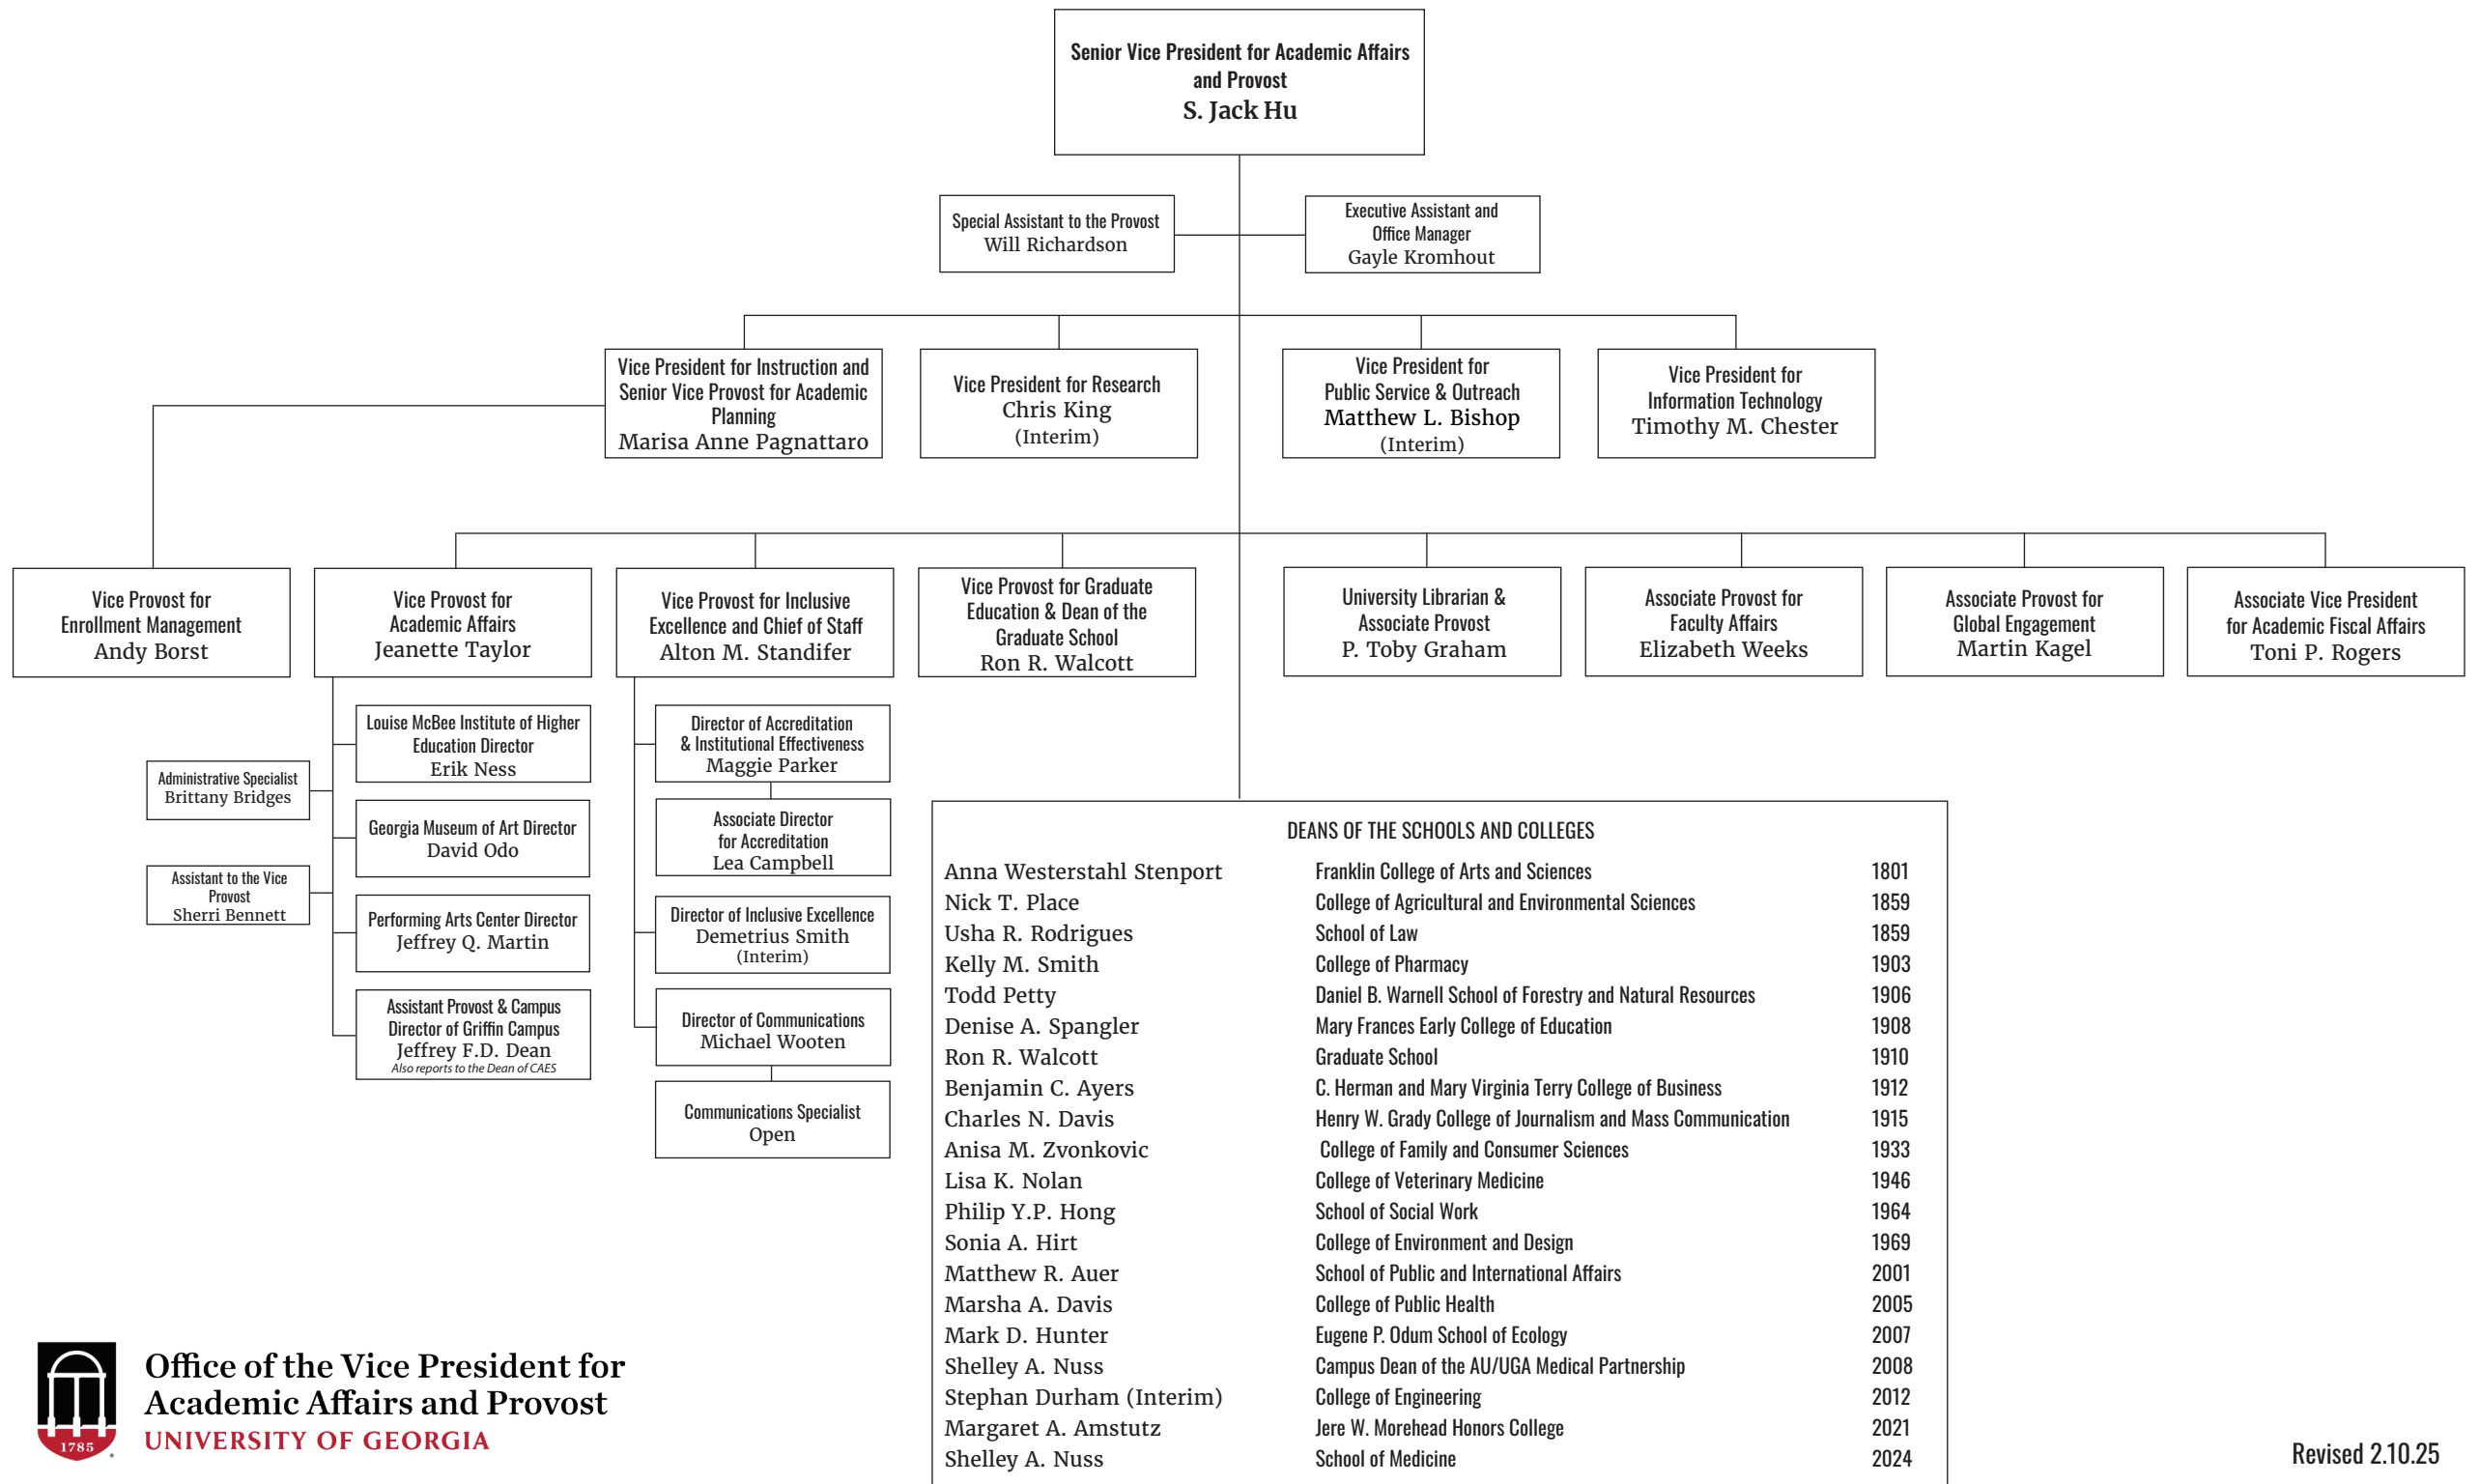 Senior Vice President for Academic Affairs
and Provost
S. Jack Hu
Special Assistant to the Provost
Will Richardson
Executive Assistant and
Office Manager
Gayle Kromhout
Vice President for Instruction and
Senior Vice Provost for Academic
Planning
Marisa Anne Pagnattaro
Vice President for Research
Chris King
(Interim)
Vice President for
Public Service & Outreach
Matthew L. Bishop
(Interim)
Vice President for
Information Technology
Timothy M. Chester
Vice Provost for
Enrollment Management
Andy Borst
Vice Provost for
Academic Affairs
Jeanette Taylor
Vice Provost for Inclusive
Excellence and Chief of Staff
Alton M. Standifer
Vice Provost for Graduate
Education & Dean of the
Graduate School
Ron R. Walcott
University Librarian &
Associate Provost
P. Toby Graham
Associate Provost for
Faculty Affairs
Elizabeth Weeks
Associate Provost for
Global Engagement
Martin Kagel
Associate Vice President
for Academic Fiscal Affairs
Toni P. Rogers
Administrative Specialist
Brittany Bridges
Assistant to the Vice
Provost
Sherri Bennett
Louise McBee Institute of Higher
Education Director
Erik Ness
Georgia Museum of Art Director
David Odo
Performing Arts Center Director
Jeffrey Q. Martin
Assistant Provost & Campus
Director of Griffin Campus
Jeffrey F.D. Dean
Also reports to the Dean of CAES
Director of Accreditation
& Institutional Effectiveness
Maggie Parker
Associate Director
for Accreditation
Lea Campbell
Director of Inclusive Excellence
Demetrius Smith
(Interim)
Director of Communications
Michael Wooten
Communications Specialist
Open
DEANS OF THE SCHOOLS AND COLLEGES
Anna Westerstahl Stenport Franklin College of Arts and Sciences 1801
Nick T. Place College of Agricultural and Environmental Sciences 1859
Usha R. Rodrigues School of Law 1859
Kelly M. Smith College of Pharmacy 1903
Todd Petty Daniel B. Warnell School of Forestry and Natural Resources 1906
Denise A. Spangler Mary Frances Early College of Education 1908
Ron R. Walcott Graduate School 1910
Benjamin C. Ayers C. Herman and Mary Virginia Terry College of Business 1912
Charles N. Davis Henry W. Grady College of Journalism and Mass Communication 1915
Anisa M. Zvonkovic College of Family and Consumer Sciences 1933
Lisa K. Nolan College of Veterinary Medicine 1946
Philip Y.P. Hong School of Social Work 1964
Sonia A. Hirt College of Environment and Design 1969
Matthew R. Auer School of Public and International Affairs 2001
Marsha A. Davis College of Public Health 2005
Mark D. Hunter Eugene P. Odum School of Ecology 2007
Shelley A. Nuss Campus Dean of the AU/UGA Medical Partnership 2008
Stephan Durham (Interim) College of Engineering 2012
Margaret A. Amstutz Jere W. Morehead Honors College 2021
Shelley A. Nuss School of Medicine 2024
1785
Office of the Vice President for
Academic Affairs and Provost
UNIVERSITY OF GEORGIA
Revised 2.10.25